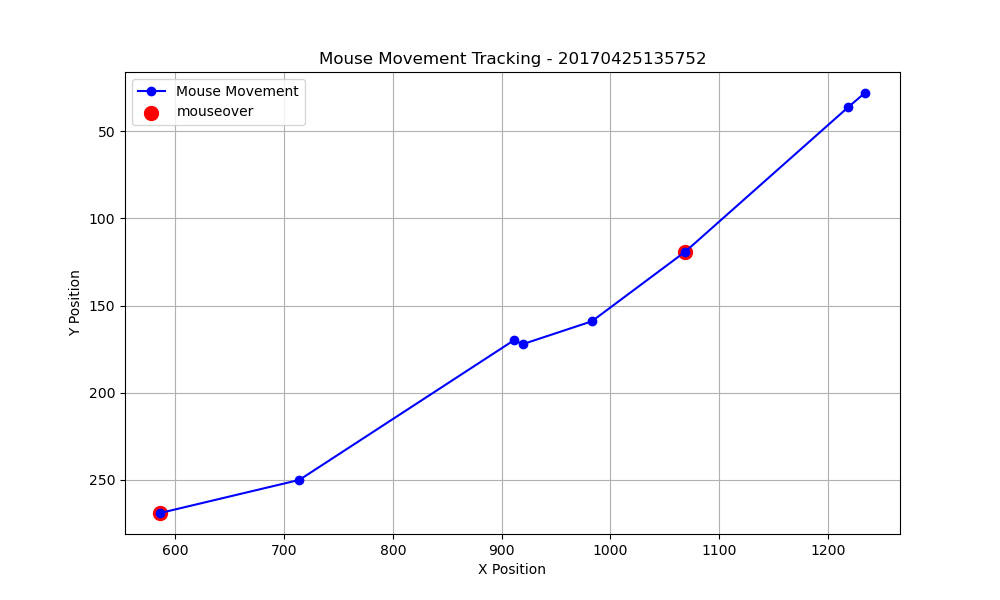 Mouse Movement Tracking - 20170425135752
Mouse Movement
mouseover
Y Position
50
100
150
200
250
600 700 800 900 1000 1100 1200
X Position